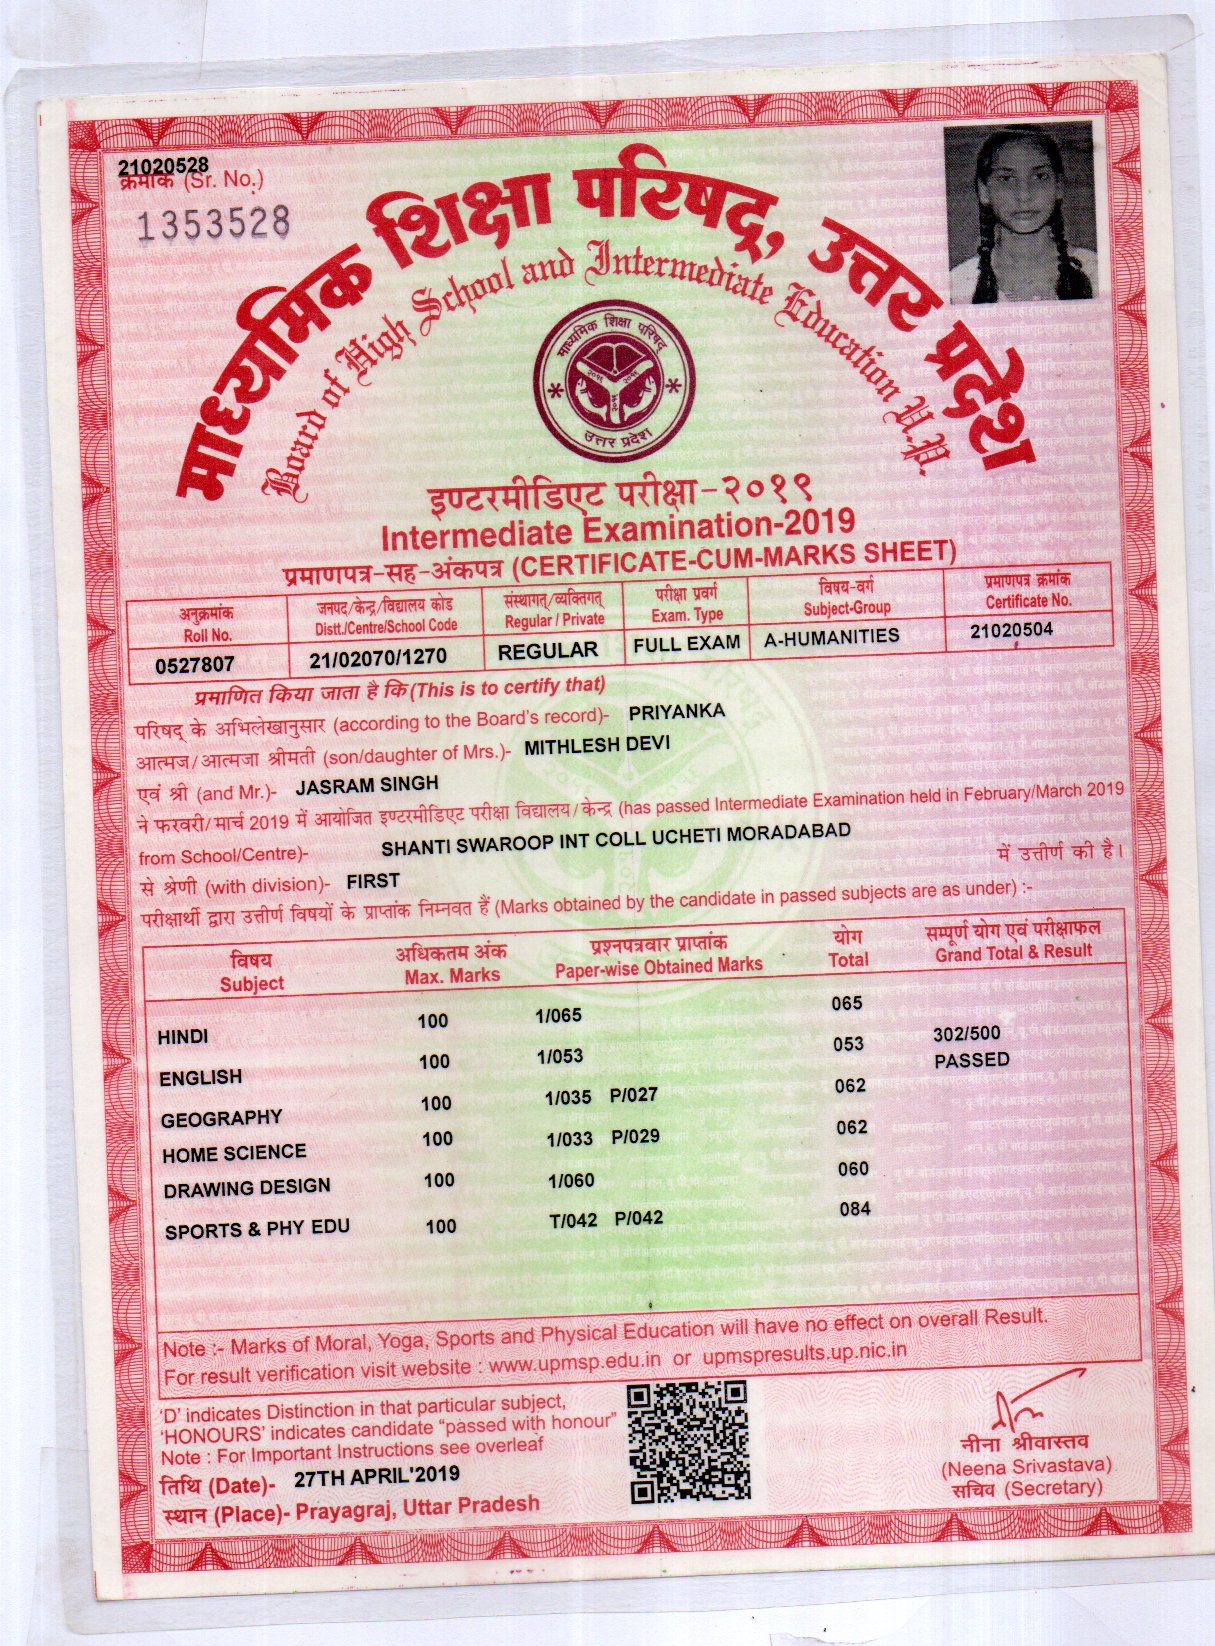 21020528
क्रमांक (Sr. No.)
1353528
माध्यमिक शिक्षा परिषद्, उत्तर प्रदेश
Board of High School and Intermediate Education U.P.
माध्यमिक शिक्षा परिषद्
उत्तर प्रदेश
इण्टरमीडिएट परीक्षा-२०१९
Intermediate Examination-2019
प्रमाणपत्र-सह-अंकपत्र (CERTIFICATE-CUM-MARKS SHEET)
अनुक्रमांक जनपद/केन्द्र/विद्यालय कोड संस्थागत्/व्यक्तिगत् परीक्षा प्रवर्ग विषय-वर्ग प्रमाणपत्र क्रमांक
Roll No. Distt./Centre/School Code Regular / Private Exam. Type Subject-Group Certificate No.
0527807 21/02070/1270 REGULAR FULL EXAM A-HUMANITIES 21020504
प्रमाणित किया जाता है कि (This is to certify that)
परिषद् के अभिलेखानुसार (according to the Board's record)- PRIYANKA
आत्मज/आत्मजा श्रीमती (son/daughter of Mrs.)- MITHLESH DEVI
एवं श्री (and Mr.)- JASRAM SINGH
ने फरवरी/मार्च 2019 में आयोजित इण्टरमीडिएट परीक्षा विद्यालय/केन्द्र (has passed Intermediate Examination held in February/March 2019
from School/Centre)- SHANTI SWAROOP INT COLL UCHETI MORADABAD में उत्तीर्ण की है।
से श्रेणी (with division)- FIRST
परीक्षार्थी द्वारा उत्तीर्ण विषयों के प्राप्तांक निम्नवत हैं (Marks obtained by the candidate in passed subjects are as under) :-
विषय अधिकतम अंक प्रश्नपत्रवार प्राप्तांक योग सम्पूर्ण योग एवं परीक्षाफल
Subject Max. Marks Paper-wise Obtained Marks Total Grand Total & Result
HINDI 100 1/065 065
302/500
ENGLISH 100 1/053 053
PASSED
GEOGRAPHY 100 1/035 P/027 062
HOME SCIENCE 100 1/033 P/029 062
DRAWING DESIGN 100 1/060 060
SPORTS & PHY EDU 100 T/042 P/042 084
Note :- Marks of Moral, Yoga, Sports and Physical Education will have no effect on overall Result.
For result verification visit website : www.upmsp.edu.in or upmspresults.up.nic.in
'D' indicates Distinction in that particular subject,
'HONOURS' indicates candidate "passed with honour"
Note : For Important Instructions see overleaf
तिथि (Date)- 27TH APRIL'2019
स्थान (Place)- Prayagraj, Uttar Pradesh
नीना श्रीवास्तव
(Neena Srivastava)
सचिव (Secretary)